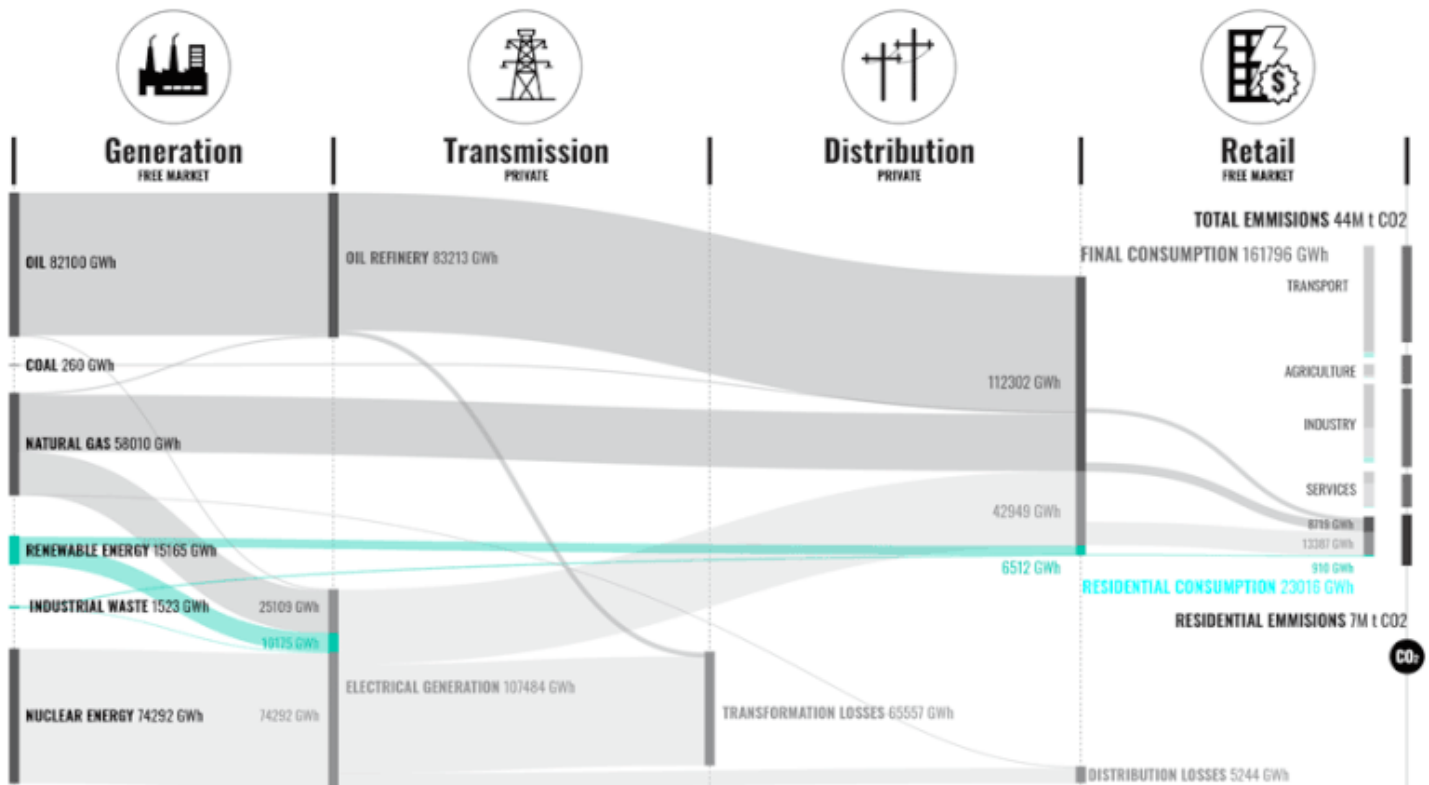 Generation
FREE MARKET
Transmission
PRIVATE
Distribution
PRIVATE
Retail
FREE MARKET
TOTAL EMMISIONS 44M t CO2
FINAL CONSUMPTION 161796 GWh
TRANSPORT
OIL 82100 GWh
OIL REFINERY 83213 GWh
COAL 260 GWh
AGRICULTURE
112302 GWh
INDUSTRY
NATURAL GAS 58010 GWh
SERVICES
42949 GWh
8719 GWh
13387 GWh
RENEWABLE ENERGY 15165 GWh
6512 GWh
910 GWh
RESIDENTIAL CONSUMPTION 23016 GWh
INDUSTRIAL WASTE 1523 GWh
25109 GWh
RESIDENTIAL EMMISIONS 7M t CO2
10175 GWh
CO2
ELECTRICAL GENERATION 107484 GWh
NUCLEAR ENERGY 74292 GWh
74292 GWh
TRANSFORMATION LOSSES 65557 GWh
DISTRIBUTION LOSSES 5244 GWh